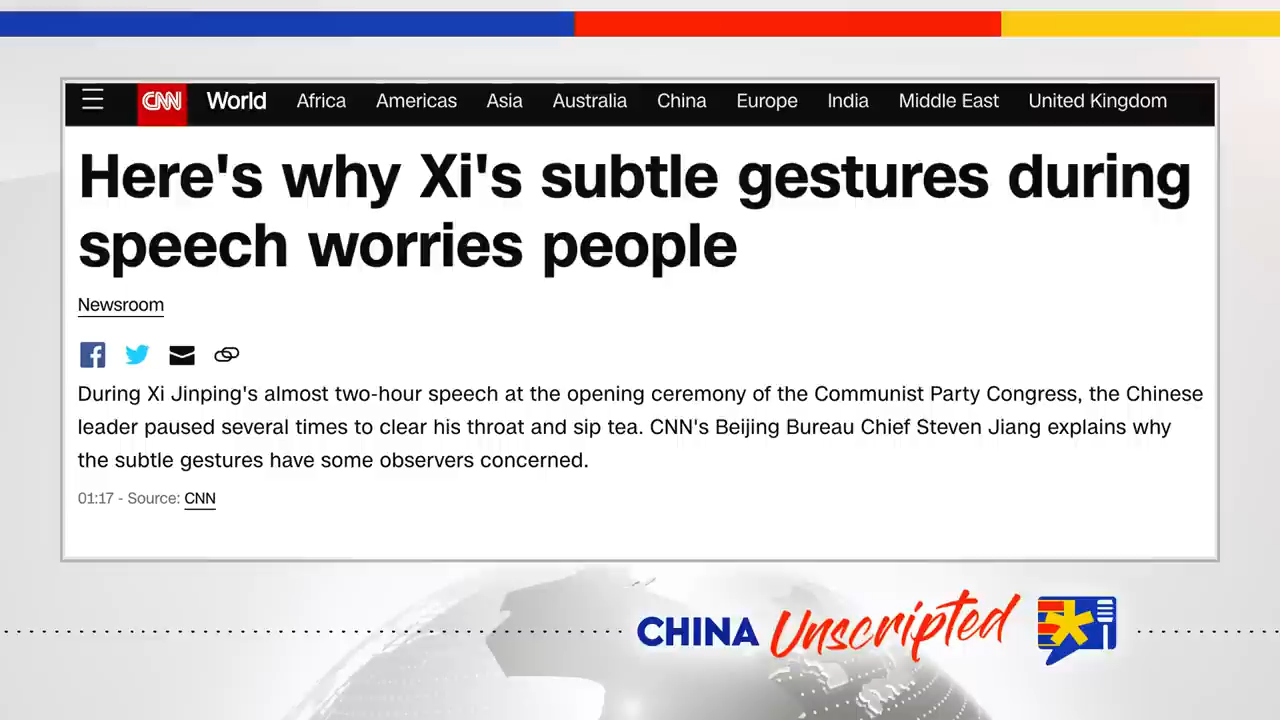 CNN World Africa Americas Asia Australia China Europe India Middle East United Kingdom
Here's why Xi's subtle gestures during
speech worries people
Newsroom
During Xi Jinping's almost two-hour speech at the opening ceremony of the Communist Party Congress, the Chinese
leader paused several times to clear his throat and sip tea. CNN's Beijing Bureau Chief Steven Jiang explains why
the subtle gestures have some observers concerned.
01:17 - Source: CNN
CHINA Unscripted